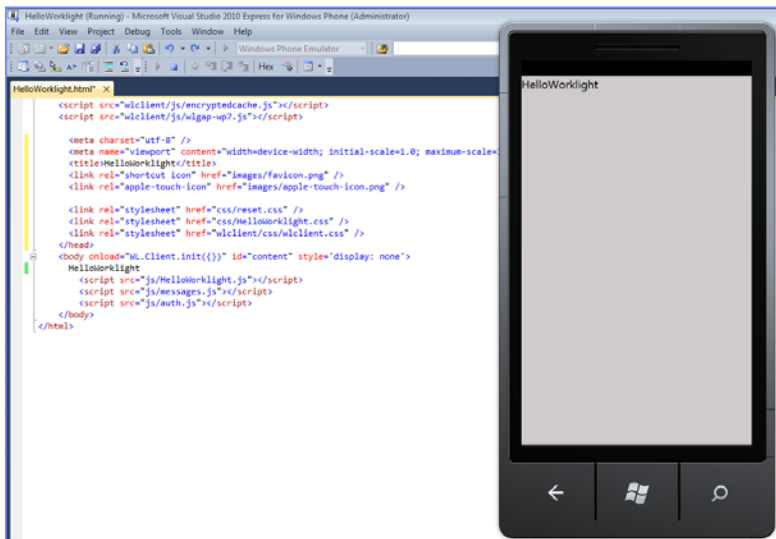 HelloWorklight (Running) - Microsoft Visual Studio 2010 Express for Windows Phone (Administrator)
File Edit View Project Debug Tools Window Help
Windows Phone Emulator
Hex
HelloWorklight.html*
<script src="wlclient/js/encryptedcache.js"></script>
<script src="wlclient/js/wlgap-wp7.js"></script>
<meta charset="utf-8" />
<meta name="viewport" content="width=device-width; initial-scale=1.0; maximum-scale=
<title>HelloWorklight</title>
<link rel="shortcut icon" href="images/favicon.png" />
<link rel="apple-touch-icon" href="images/apple-touch-icon.png" />
<link rel="stylesheet" href="css/reset.css" />
<link rel="stylesheet" href="css/HelloWorklight.css" />
<link rel="stylesheet" href="wlclient/css/wlclient.css" />
</head>
<body onload="WL.Client.init({})" id="content" style="display: none">
HelloWorklight
<script src="js/HelloWorklight.js"></script>
<script src="js/messages.js"></script>
<script src="js/auth.js"></script>
</body>
</html>
HelloWorklight